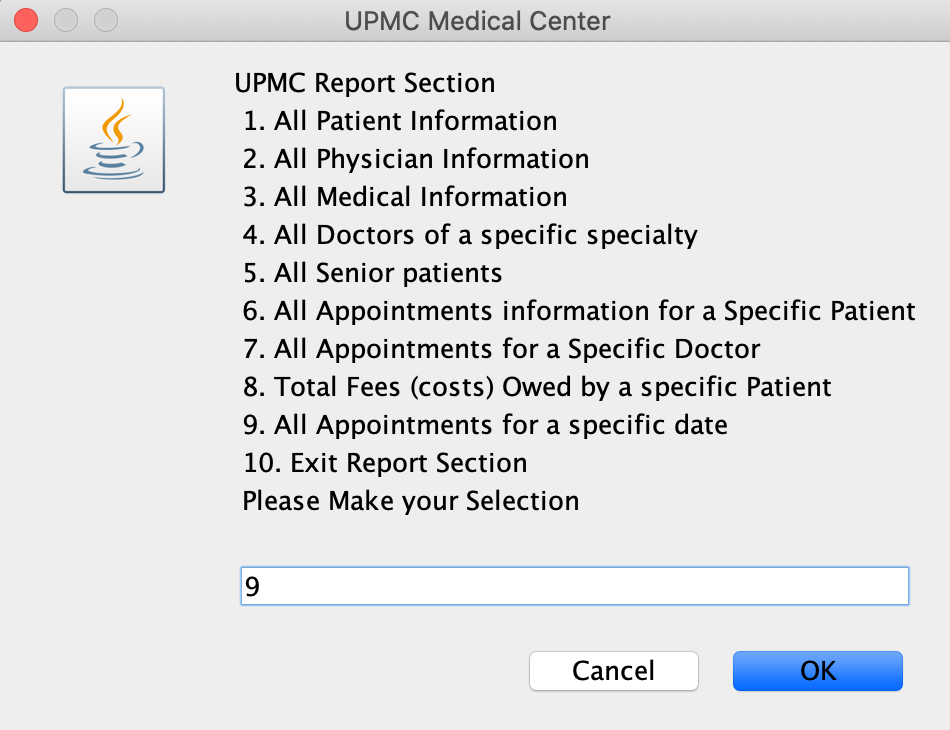 UPMC Medical Center
UPMC Report Section
1. All Patient Information
2. All Physician Information
3. All Medical Information
4. All Doctors of a specific specialty
5. All Senior patients
6. All Appointments information for a Specific Patient
7. All Appointments for a Specific Doctor
8. Total Fees (costs) Owed by a specific Patient
9. All Appointments for a specific date
10. Exit Report Section
Please Make your Selection
9
Cancel OK